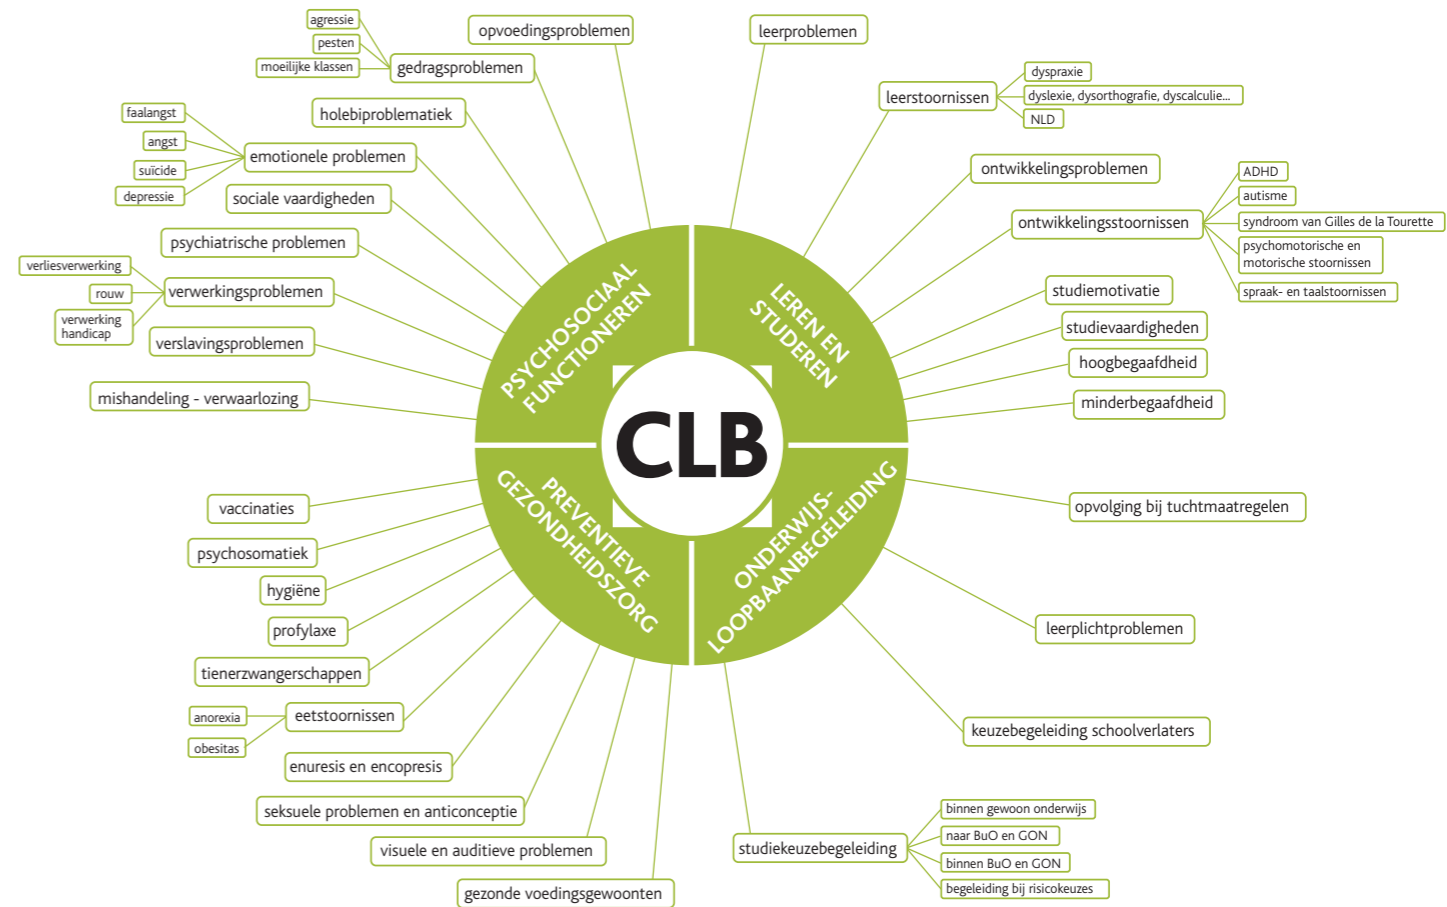 CLB
PSYCHOSOCIAAL
FUNCTIONEREN
opvoedingsproblemen
gedragsproblemen
agressie
pesten
moeilijke klassen
holebiproblematiek
emotionele problemen
faalangst
angst
suïcide
depressie
sociale vaardigheden
psychiatrische problemen
verwerkingsproblemen
verliesverwerking
rouw
verwerking
handicap
verslavingsproblemen
mishandeling - verwaarlozing
LEREN EN
STUDEREN
leerproblemen
leerstoornissen
dyspraxie
dyslexie, dysorthografie, dyscalculie...
NLD
ontwikkelingsproblemen
ontwikkelingsstoornissen
ADHD
autisme
syndroom van Gilles de la Tourette
psychomotorische en
motorische stoornissen
spraak- en taalstoornissen
studiemotivatie
studievaardigheden
hoogbegaafdheid
minderbegaafdheid
PREVENTIEVE
GEZONDHEIDSZORG
vaccinaties
psychosomatiek
hygiëne
profylaxe
tienerzwangerschappen
eetstoornissen
anorexia
obesitas
enuresis en encopresis
seksuele problemen en anticonceptie
visuele en auditieve problemen
gezonde voedingsgewoonten
ONDERWIJS-
LOOPBAANBEGELEIDING
opvolging bij tuchtmaatregelen
leerplichtproblemen
keuzebegeleiding schoolverlaters
studiekeuzebegeleiding
binnen gewoon onderwijs
naar BuO en GON
binnen BuO en GON
begeleiding bij risicokeuzes